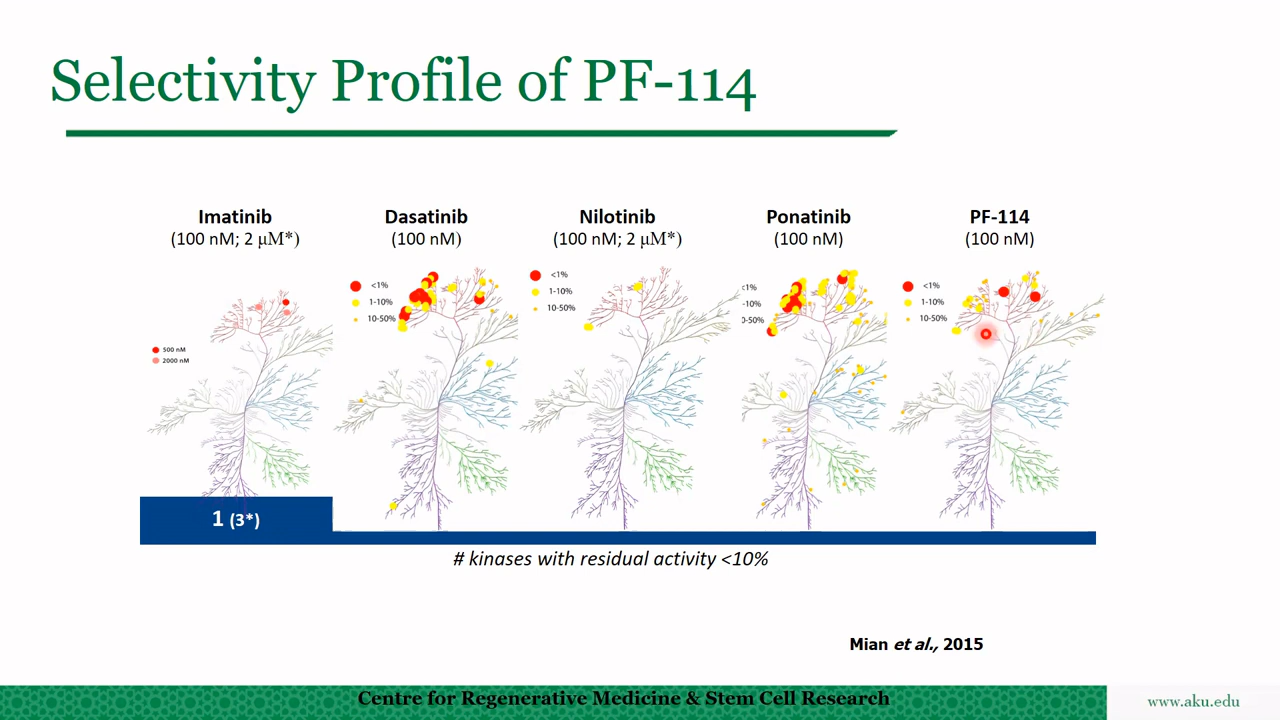 Selectivity Profile of PF-114
Imatinib
(100 nM; 2 µM*)
Dasatinib
(100 nM)
Nilotinib
(100 nM; 2 µM*)
Ponatinib
(100 nM)
PF-114
(100 nM)
500 nM
2000 nM
<1%
1-10%
10-50%
<1%
1-10%
10-50%
:1%
-10%
0-50%
<1%
1-10%
10-50%
1 (3*)
# kinases with residual activity <10%
Mian et al., 2015
Centre for Regenerative Medicine & Stem Cell Research
www.aku.edu